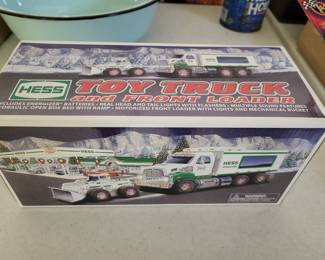 HESS
TOY TRUCK
AND FRONT LOADER
INCLUDES ENERGIZER® BATTERIES • REAL HEAD AND TAIL LIGHTS WITH FLASHERS • MULTIPLE SOUND FEATURES
HYDRAULIC OPEN BOX BED WITH RAMP • MOTORIZED FRONT LOADER WITH LIGHTS AND MECHANICAL BUCKET
HESS
HESS